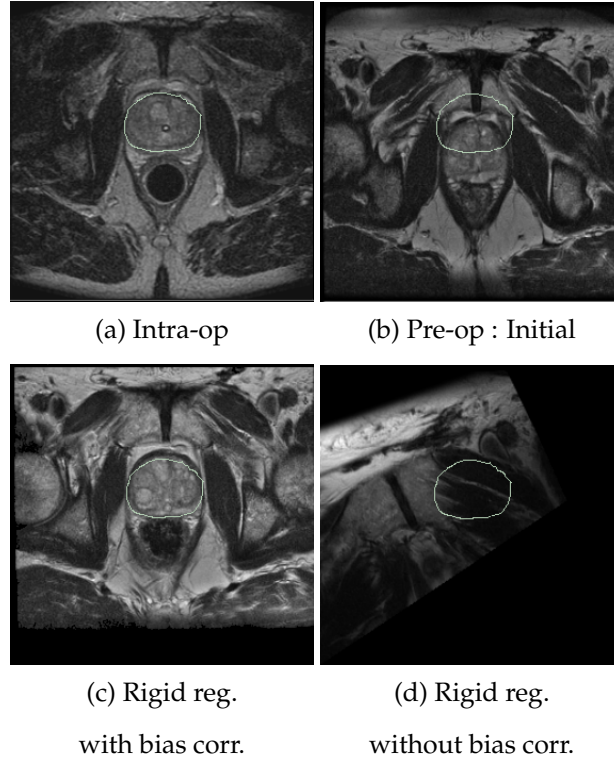 (a) Intra-op
(b) Pre-op : Initial
(c) Rigid reg.
with bias corr.
(d) Rigid reg.
without bias corr.